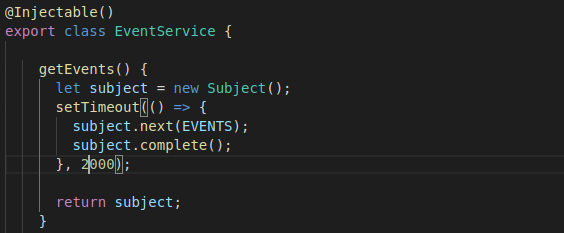 @Injectable()
export class EventService {
getEvents() {
let subject = new Subject();
setTimeout(() => {
subject.next(EVENTS);
subject.complete();
}, 2000);
return subject;
}